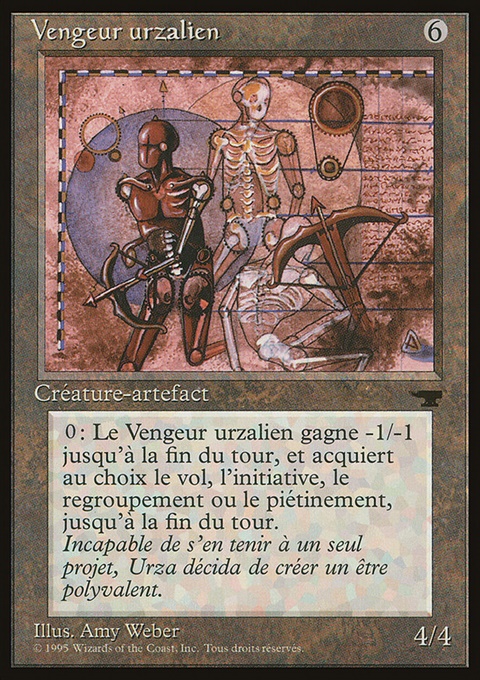 Vengeur urzalien 6
Créature-artefact
0: Le Vengeur urzalien gagne -1/-1
jusqu'à la fin du tour, et acquiert
au choix le vol, l'initiative, le
regroupement ou le piétinement,
jusqu'à la fin du tour.
Incapable de s'en tenir à un seul
projet, Urza décida de créer un être
polyvalent.
Illus. Amy Weber
4/4
© 1995 Wizards of the Coast, Inc. Tous droits réservés.